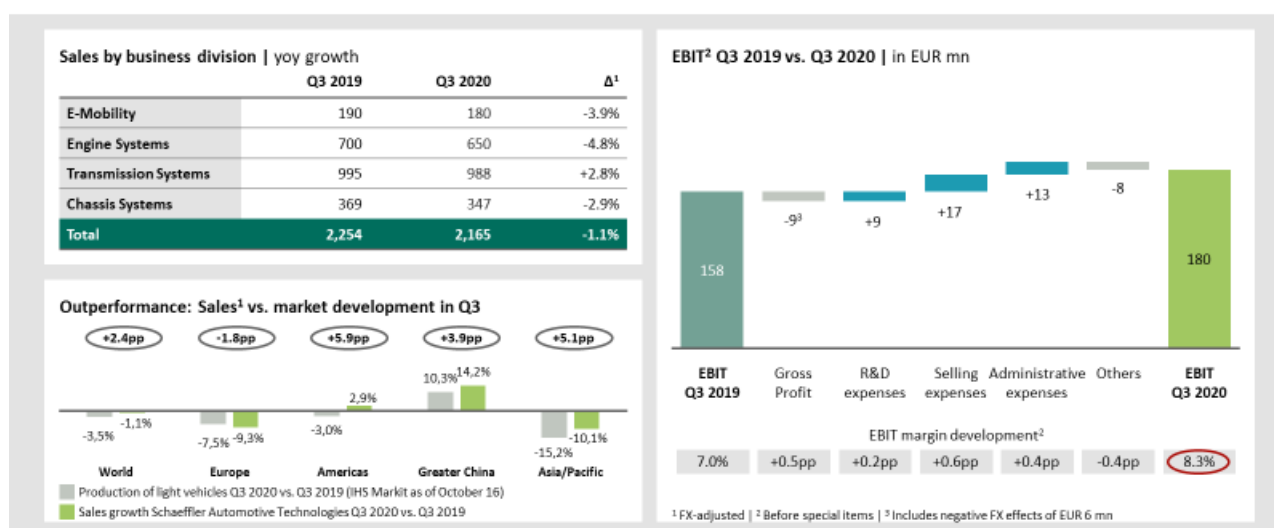 Sales by business division | yoy growth
Q3 2019 Q3 2020 Δ¹
E-Mobility 190 180 -3.9%
Engine Systems 700 650 -4.8%
Transmission Systems 995 988 +2.8%
Chassis Systems 369 347 -2.9%
Total 2,254 2,165 -1.1%
Outperformance: Sales¹ vs. market development in Q3
+2.4pp -1.8pp +5.9pp +3.9pp +5.1pp
-3,5% -1,1% -7,5% -9,3% -3,0% 2,9% 10,3% 14,2% -15,2% -10,1%
World Europe Americas Greater China Asia/Pacific
Production of light vehicles Q3 2020 vs. Q3 2019 (IHS Markit as of October 16)
Sales growth Schaeffler Automotive Technologies Q3 2020 vs. Q3 2019
EBIT² Q3 2019 vs. Q3 2020 | in EUR mn
158 -9³ +9 +17 +13 -8 180
EBIT Gross R&D Selling Administrative Others EBIT
Q3 2019 Profit expenses expenses expenses Q3 2020
EBIT margin development²
7.0% +0.5pp +0.2pp +0.6pp +0.4pp -0.4pp 8.3%
¹ FX-adjusted | ² Before special items | ³ Includes negative FX effects of EUR 6 mn